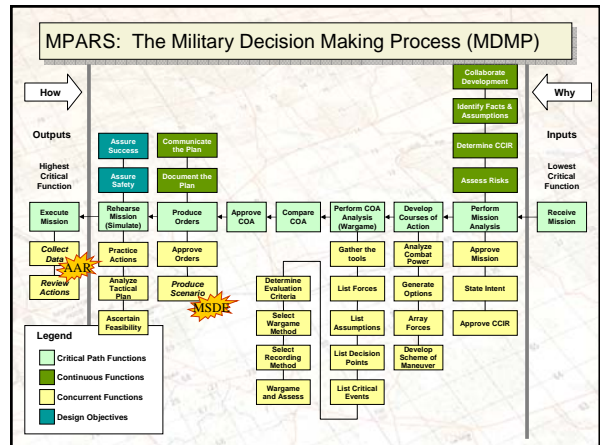 MPARS: The Military Decision Making Process (MDMP)
How
Why
Outputs
Highest
Critical
Function
Inputs
Lowest
Critical
Function
Collaborate
Development
Identify Facts &
Assumptions
Determine CCIR
Assess Risks
Assure
Success
Assure
Safety
Communicate
the Plan
Document the
Plan
Execute
Mission
Rehearse
Mission
(Simulate)
Produce
Orders
Approve
COA
Compare
COA
Perform COA
Analysis
(Wargame)
Develop
Courses of
Action
Perform
Mission
Analysis
Receive
Mission
Collect
Data
AAR
Review
Actions
Practice
Actions
Analyze
Tactical
Plan
Ascertain
Feasibility
Approve
Orders
Produce
Scenario
MSDE
Determine
Evaluation
Criteria
Select
Wargame
Method
Select
Recording
Method
Wargame
and Assess
Gather the
tools
List Forces
List
Assumptions
List Decision
Points
List Critical
Events
Analyze
Combat
Power
Generate
Options
Array
Forces
Develop
Scheme of
Maneuver
Approve
Mission
State Intent
Approve CCIR
Legend
Critical Path Functions
Continuous Functions
Concurrent Functions
Design Objectives